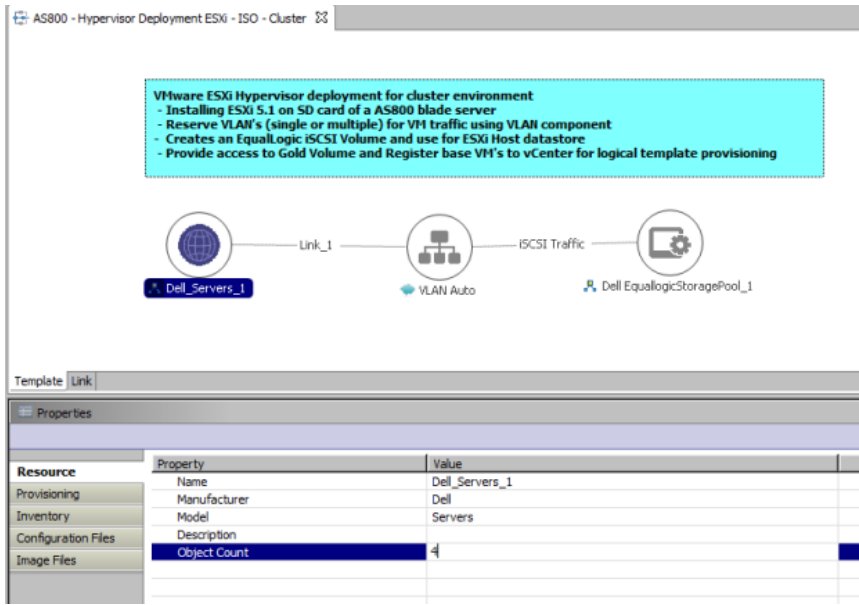 AS800 - Hypervisor Deployment ESXi - ISO - Cluster
VMware ESXi Hypervisor deployment for cluster environment
- Installing ESXi 5.1 on SD card of a AS800 blade server
- Reserve VLAN's (single or multiple) for VM traffic using VLAN component
- Creates an EqualLogic iSCSI Volume and use for ESXi Host datastore
- Provide access to Gold Volume and Register base VM's to vCenter for logical template provisioning
Link_1
iSCSI Traffic
Dell_Servers_1
VLAN Auto
Dell EquallogicStoragePool_1
Template Link
Properties
Resource
Provisioning
Inventory
Configuration Files
Image Files
Property Value
Name Dell_Servers_1
Manufacturer Dell
Model Servers
Description
Object Count 4